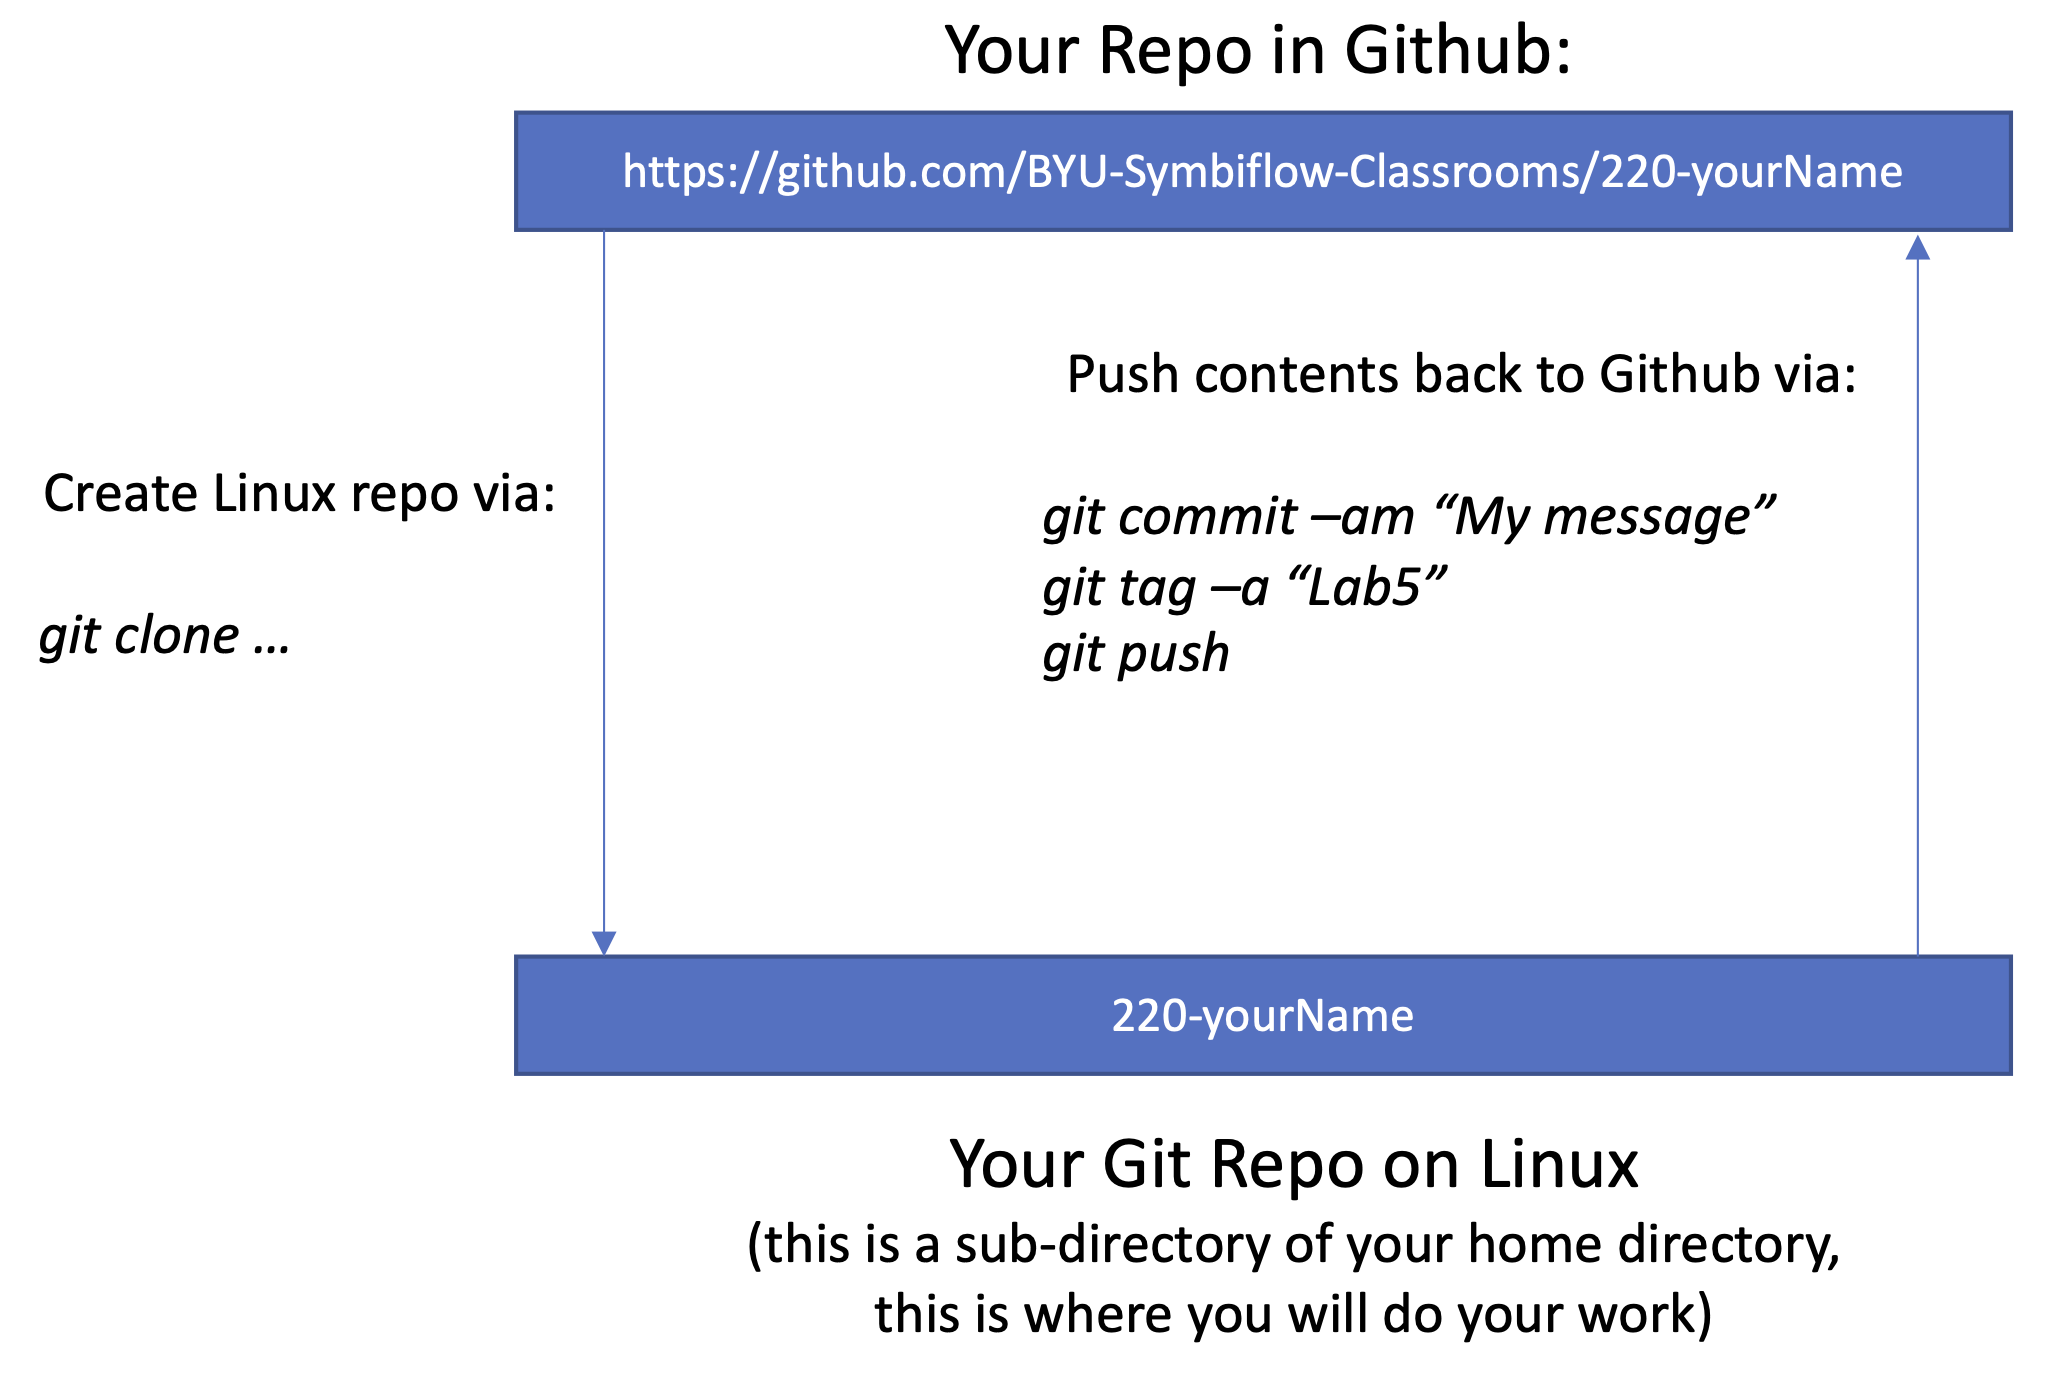 Your Repo in Github:
https://github.com/BYU-Symbiflow-Classrooms/220-yourName
Create Linux repo via:
git clone …
Push contents back to Github via:
git commit –am “My message”
git tag –a “Lab5”
git push
220-yourName
Your Git Repo on Linux
(this is a sub-directory of your home directory,
this is where you will do your work)